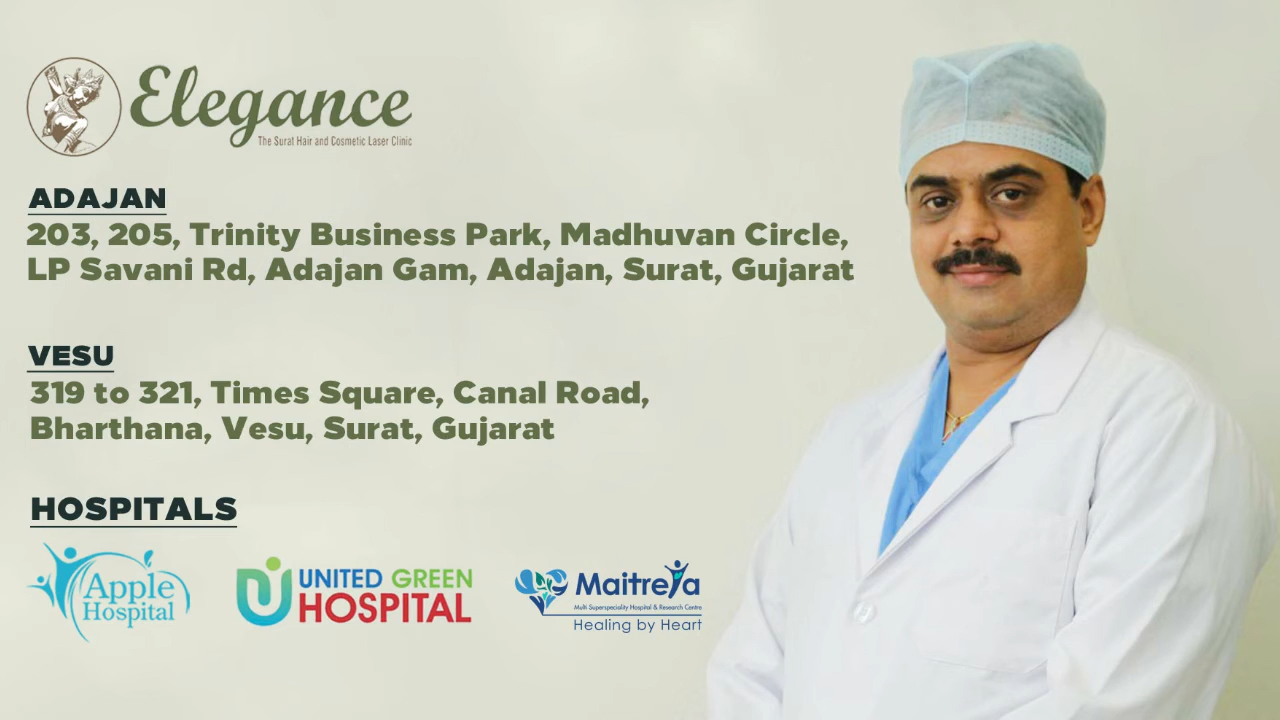 Elegance
The Surat Hair and Cosmetic Laser Clinic
ADAJAN
203, 205, Trinity Business Park, Madhuvan Circle,
LP Savani Rd, Adajan Gam, Adajan, Surat, Gujarat
VESU
319 to 321, Times Square, Canal Road,
Bharthana, Vesu, Surat, Gujarat
HOSPITALS
Apple
Hospital
UNITED GREEN
HOSPITAL
Maitreya
Multi Superspeciality Hospital & Research Centre
Healing by Heart